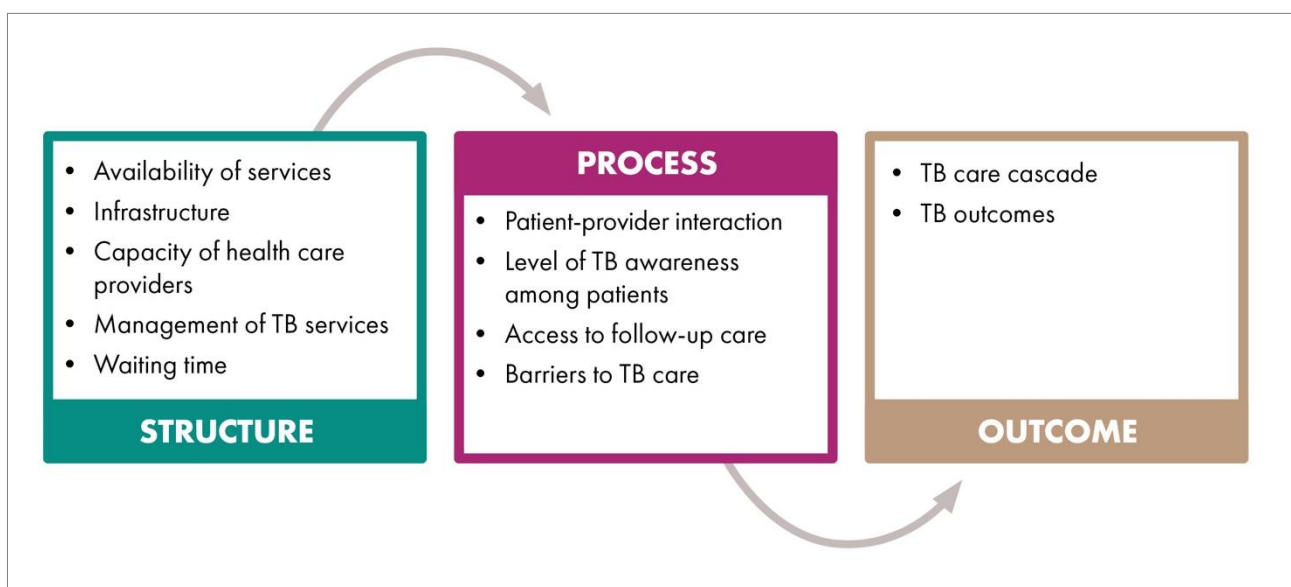 • Availability of services
• Infrastructure
• Capacity of health care
providers
• Management of TB services
• Waiting time
STRUCTURE
PROCESS
• Patient-provider interaction
• Level of TB awareness
among patients
• Access to follow-up care
• Barriers to TB care
• TB care cascade
• TB outcomes
OUTCOME